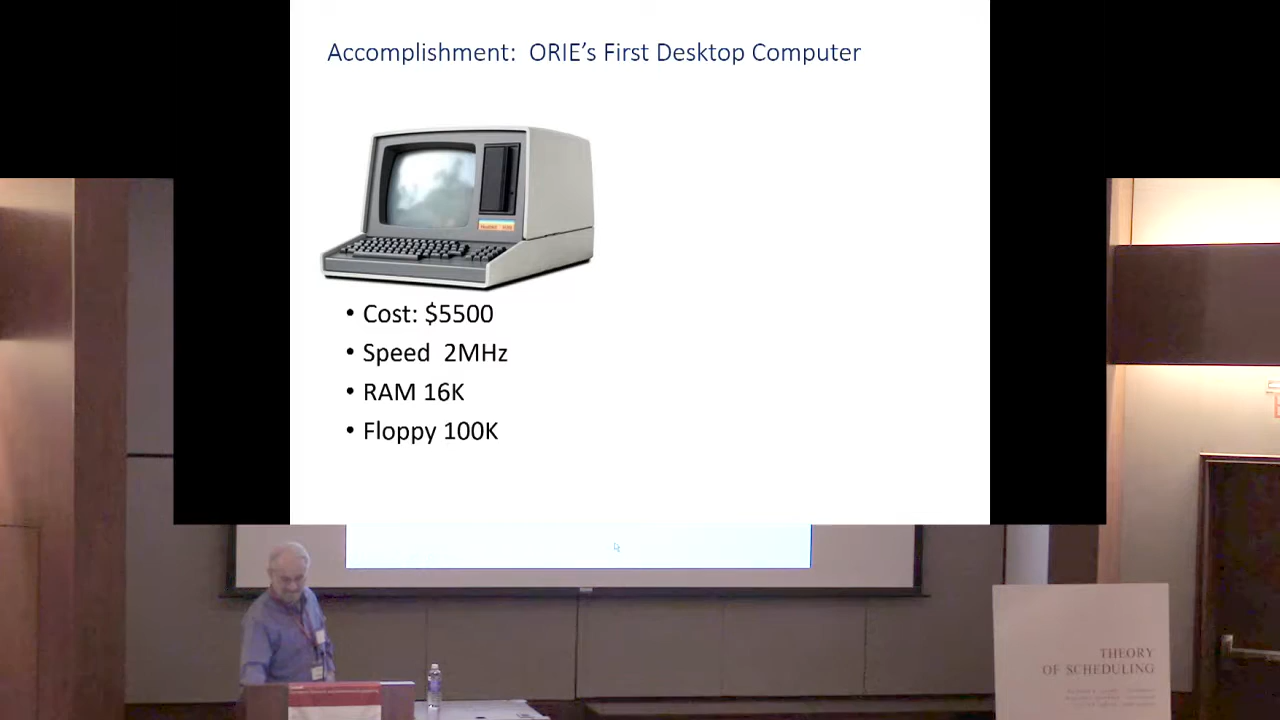 Accomplishment: ORIE's First Desktop Computer
• Cost: $5500
• Speed 2MHz
• RAM 16K
• Floppy 100K
THEORY
OF SCHEDULING